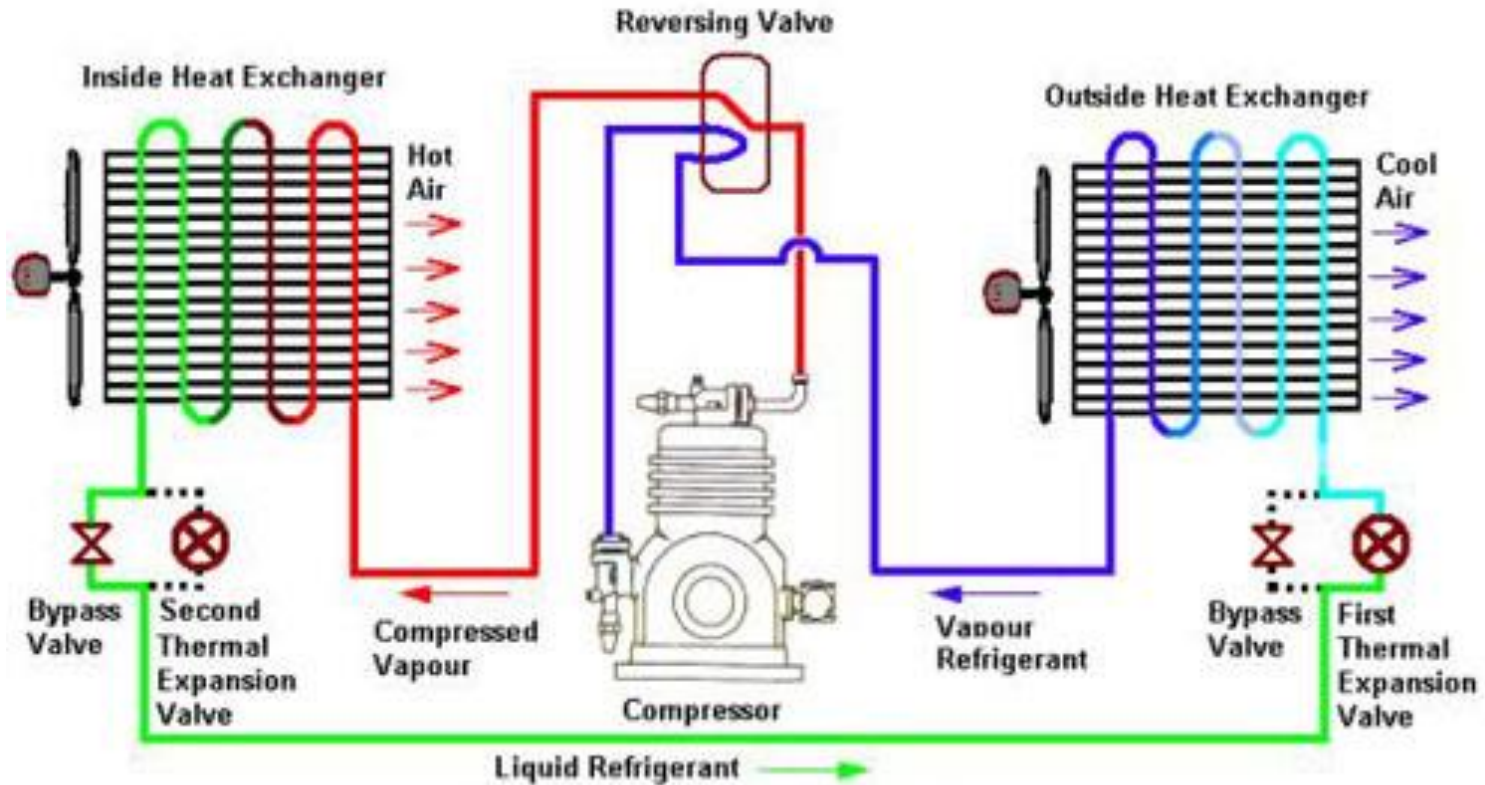 Reversing Valve
Inside Heat Exchanger
Outside Heat Exchanger
Hot
Air
Cool
Air
Bypass
Valve
Second
Thermal
Expansion
Valve
Compressed
Vapour
Compressor
Vapour
Refrigerant
Bypass
Valve
First
Thermal
Expansion
Valve
Liquid Refrigerant